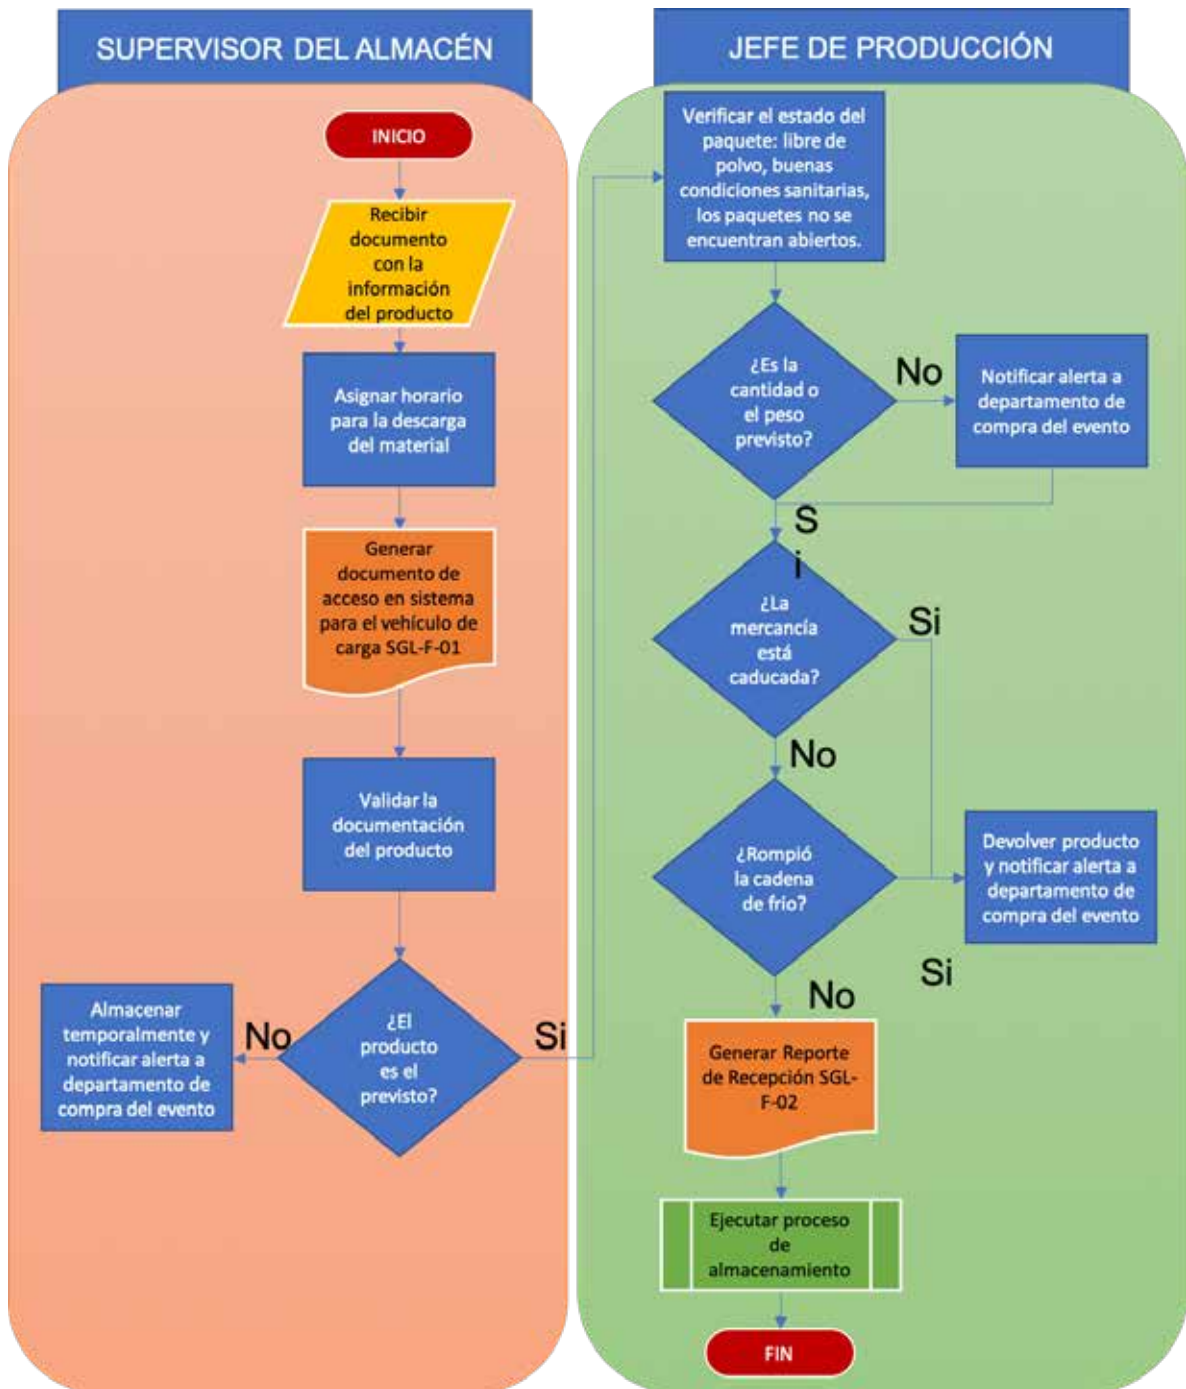 SUPERVISOR DEL ALMACÉN
INICIO
Recibir
documento
con la
información
del producto
Asignar horario
para la descarga
del material
Generar
documento de
acceso en sistema
para el vehículo de
carga SGL-F-01
Validar la
documentación
del producto
¿El
producto
es el
previsto?
No
Almacenar
temporalmente y
notificar alerta a
departamento de
compra del evento
Si
JEFE DE PRODUCCIÓN
Verificar el estado del
paquete: libre de
polvo, buenas
condiciones sanitarias,
los paquetes no se
encuentran abiertos.
¿Es la
cantidad o
el peso
previsto?
No
Notificar alerta a
departamento de
compra del evento
S
i
¿La
mercancía
está
caducada?
Si
No
¿Rompió
la cadena
de frio?
Devolver producto
y notificar alerta a
departamento de
compra del evento
Si
No
Generar Reporte
de Recepción SGL-
F-02
Ejecutar proceso
de
almacenamiento
FIN